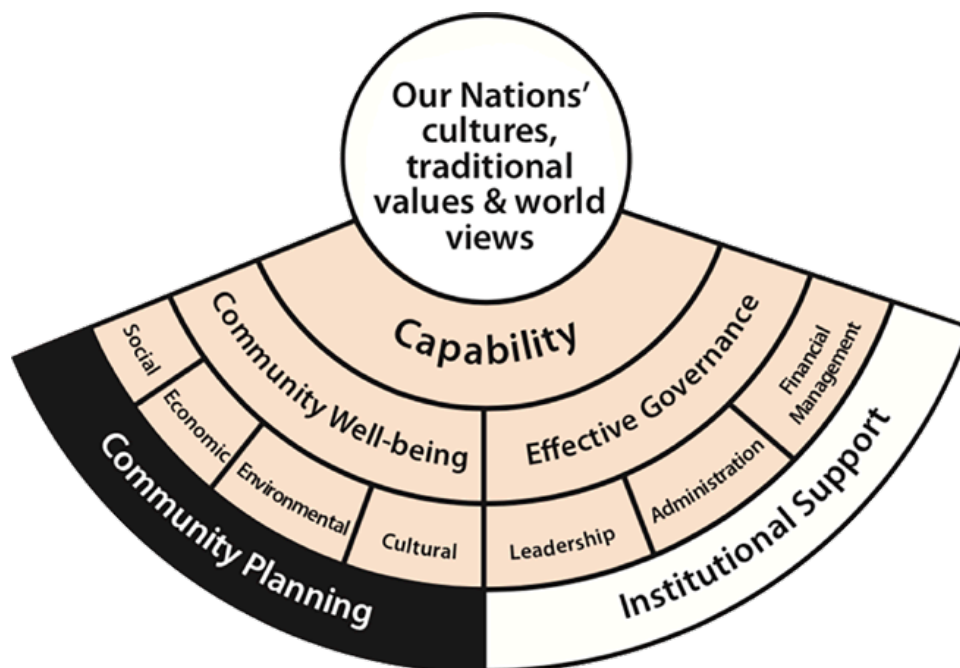 Our Nations'
cultures,
traditional
values & world
views
Capability
Community Well-being
Effective Governance
Social
Economic
Environmental
Cultural
Leadership
Administration
Financial
Management
Community Planning
Institutional Support